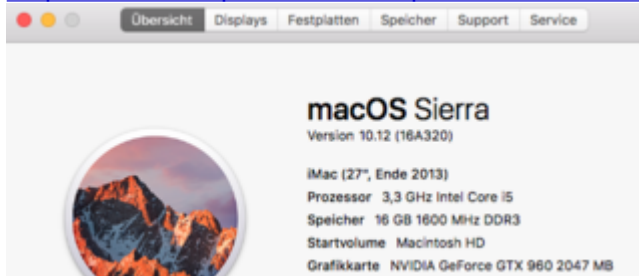 Übersicht Displays Festplatten Speicher Support Service
macOS Sierra
Version 10.12 (16A320)
iMac (27", Ende 2013)
Prozessor 3,3 GHz Intel Core i5
Speicher 16 GB 1600 MHz DDR3
Startvolume Macintosh HD
Grafikkarte NVIDIA GeForce GTX 960 2047 MB